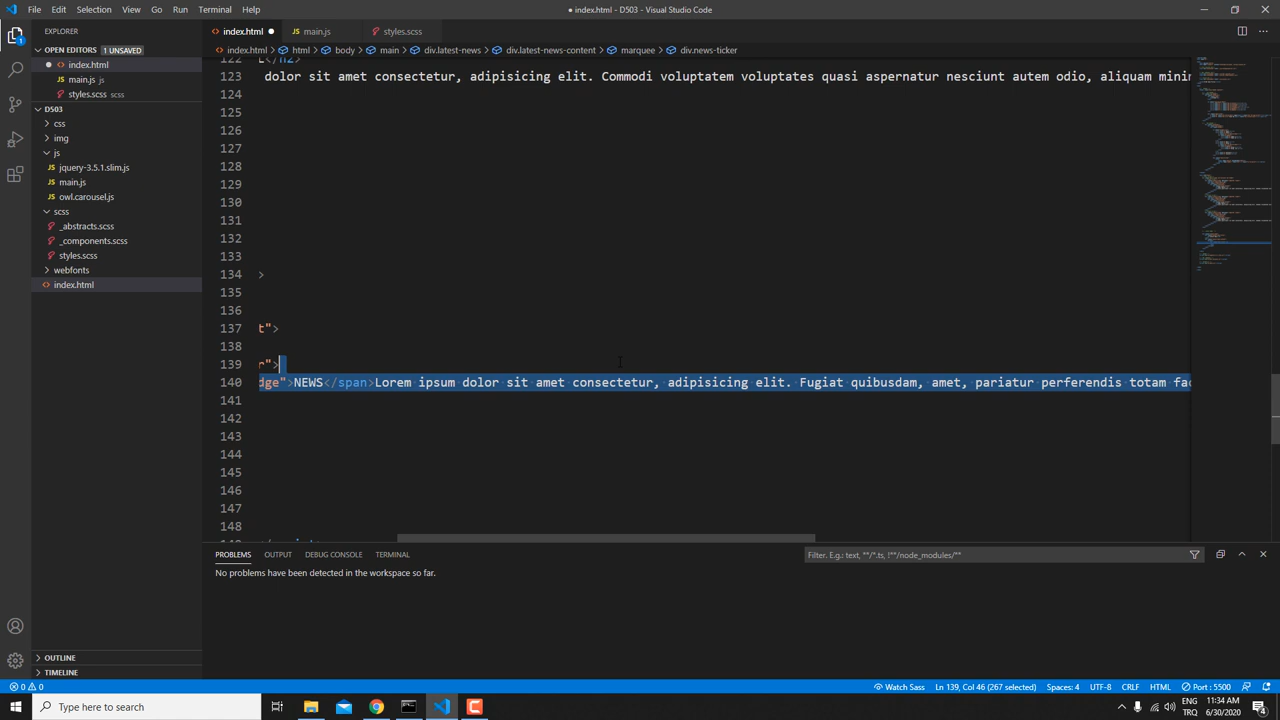 File Edit Selection View Go Run Terminal Help
● index.html - D503 - Visual Studio Code
EXPLORER
index.html
main.js
styles.scss
OPEN EDITORS 1 UNSAVED
index.html > html > body > main > div.latest-news > div.latest-news-content > marquee > div.news-ticker
index.html
main.js js
styles.scss scss
D503
css
img
js
jquery-3.5.1.slim.js
main.js
owl.carousel.js
scss
_abstracts.scss
_components.scss
styles.scss
webfonts
index.html
OUTLINE
TIMELINE
122 </h2>
123 dolor sit amet consectetur, adipisicing elit. Commodi voluptatem voluptates quasi aspernatur nesciunt autem odio, aliquam minim
124
125
126
127
128
129
130
131
132
133
134 >
135
136
137 t">
138
139 r">
140 dge">NEWS</span>Lorem ipsum dolor sit amet consectetur, adipisicing elit. Fugiat quibusdam, amet, pariatur perferendis totam fac
141
142
143
144
145
146
147
148
PROBLEMS OUTPUT DEBUG CONSOLE TERMINAL
Filter. E.g.: text, **/*.ts, !**/node_modules/**
No problems have been detected in the workspace so far.
0 0
Watch Sass Ln 139, Col 46 (267 selected) Spaces: 4 UTF-8 CRLF HTML Port : 5500
Type here to search
ENG
TRQ
11:34 AM
6/30/2020
4